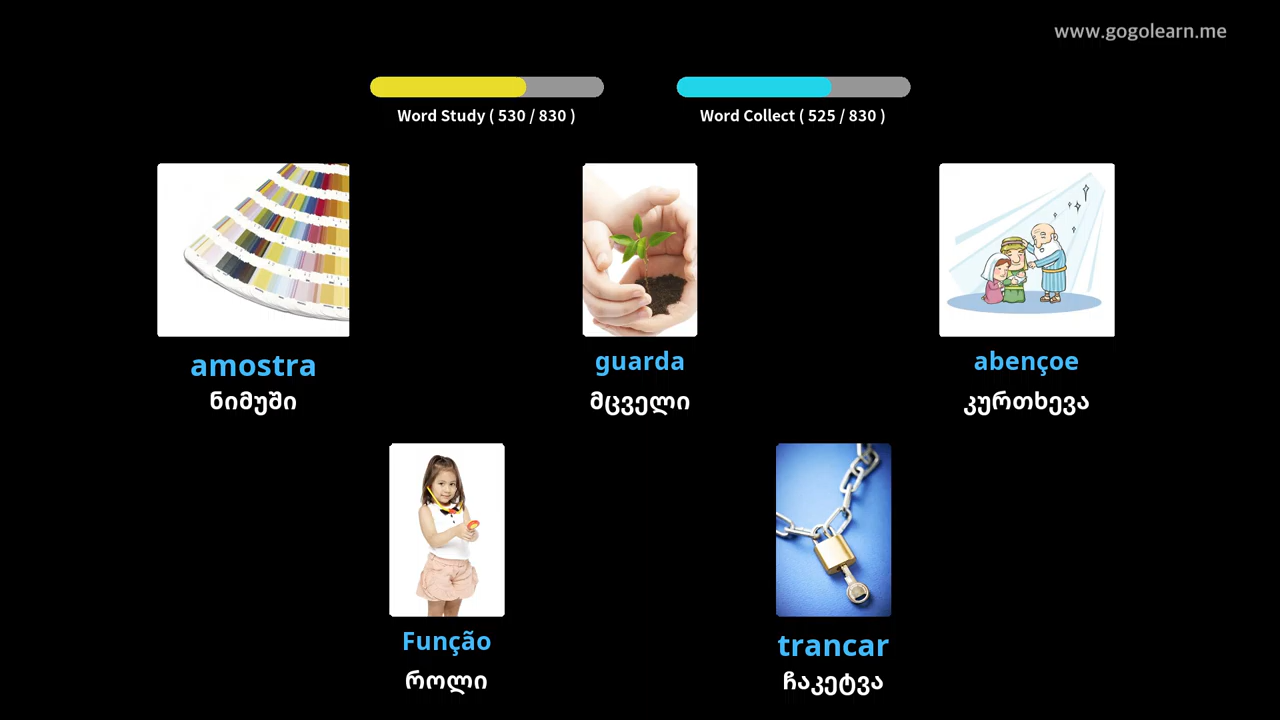 www.gogolearn.me
Word Study ( 530 / 830 )
Word Collect ( 525 / 830 )
amostra
ნიმუში
guarda
მცველი
abençoe
კურთხევა
Função
როლი
trancar
ჩაკეტვა